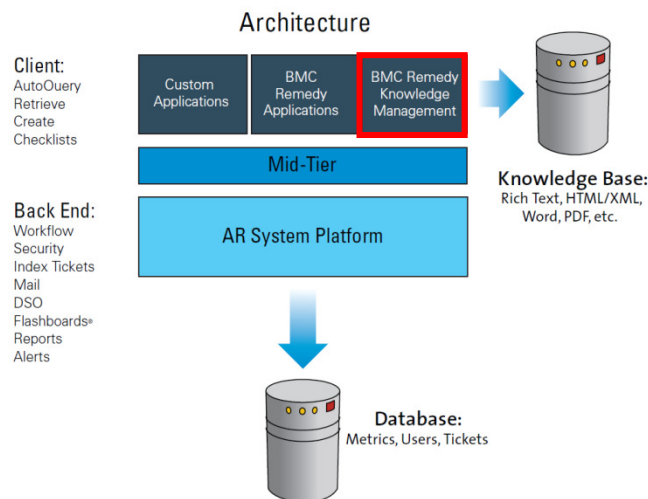 Architecture
Client:
AutoOuery
Retrieve
Create
Checklists
Custom
Applications
BMC
Remedy
Applications
BMC Remedy
Knowledge
Management
Mid-Tier
Knowledge Base:
Rich Text, HTML/XML,
Word, PDF, etc.
Back End:
Workflow
Security
Index Tickets
Mail
DSO
Flashboards®
Reports
Alerts
AR System Platform
Database:
Metrics, Users, Tickets